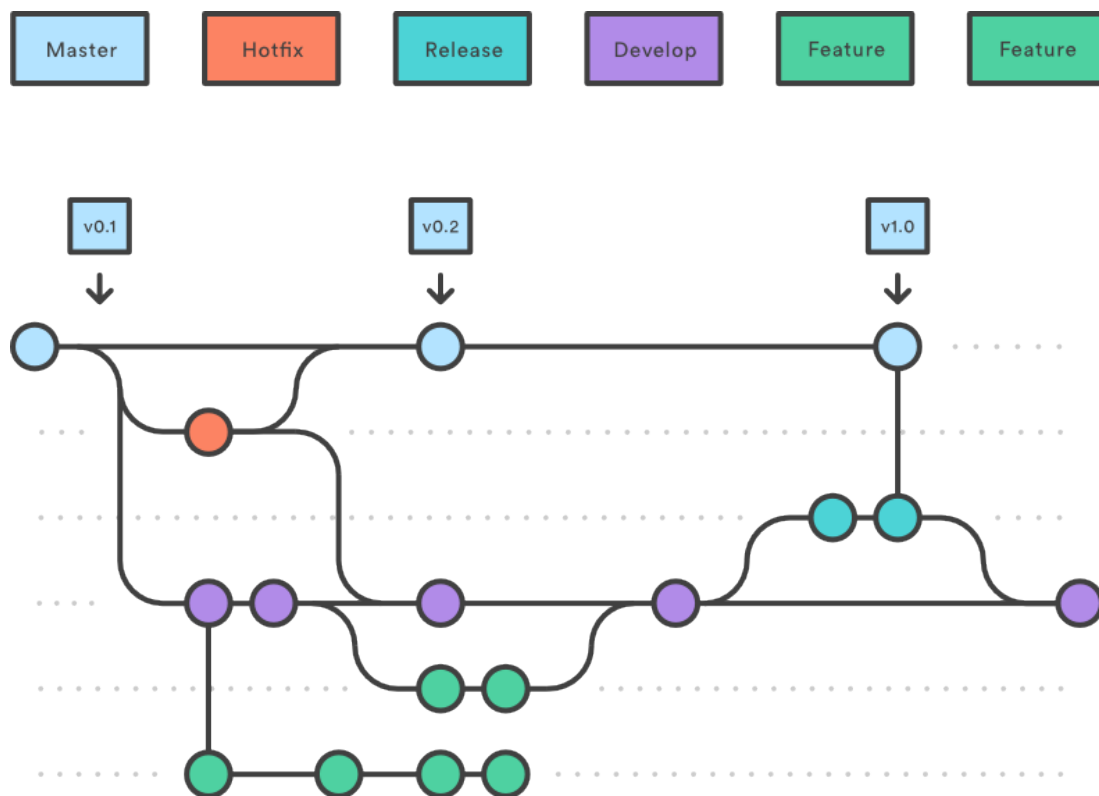 Master
Hotfix
Release
Develop
Feature
Feature
v0.1
v0.2
v1.0